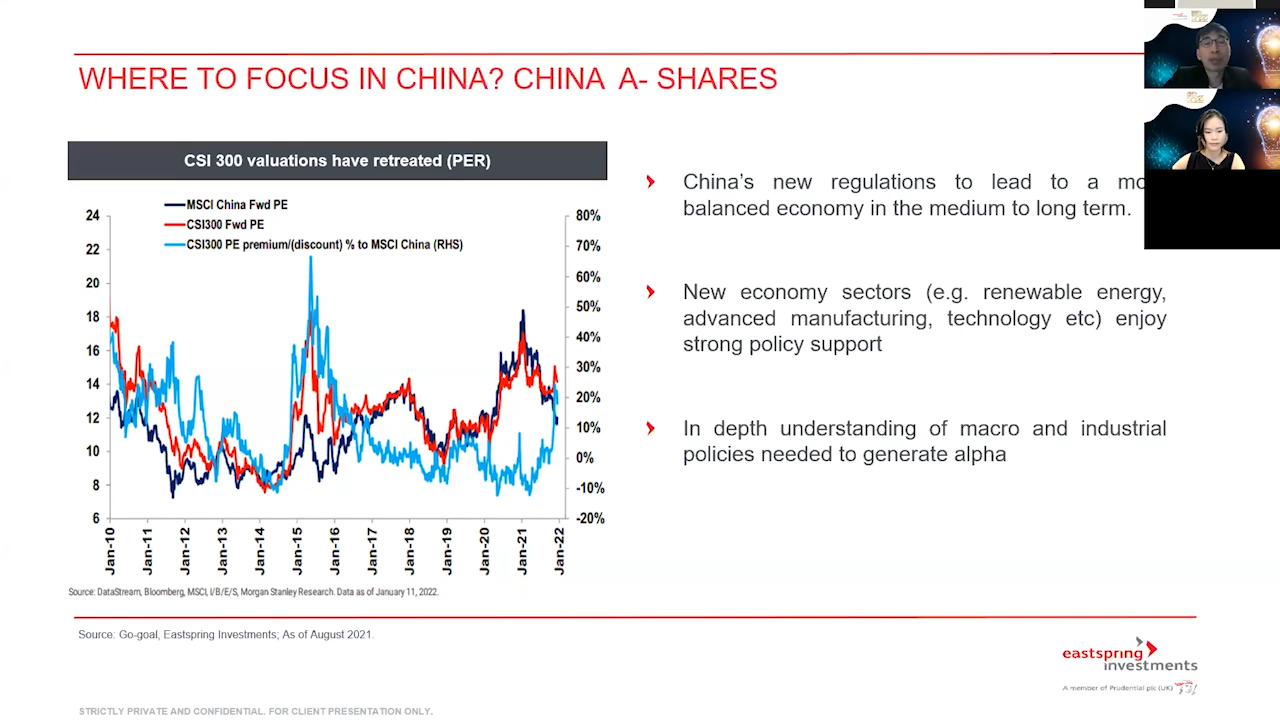 WHERE TO FOCUS IN CHINA? CHINA A- SHARES
CSI 300 valuations have retreated (PER)
MSCI China Fwd PE
CSI300 Fwd PE
CSI300 PE premium/(discount) % to MSCI China (RHS)
24
22
20
18
16
14
12
10
8
6
80%
70%
60%
50%
40%
30%
20%
10%
0%
-10%
-20%
Jan-10
Jan-11
Jan-12
Jan-13
Jan-14
Jan-15
Jan-16
Jan-17
Jan-18
Jan-19
Jan-20
Jan-21
Jan-22
Source: DataStream, Bloomberg, MSCI, I/B/E/S, Morgan Stanley Research. Data as of January 11, 2022.
China's new regulations to lead to a mo
balanced economy in the medium to long term.
New economy sectors (e.g. renewable energy,
advanced manufacturing, technology etc) enjoy
strong policy support
In depth understanding of macro and industrial
policies needed to generate alpha
Source: Go-goal, Eastspring Investments; As of August 2021.
eastspring
investments
A member of Prudential plc (UK)
STRICTLY PRIVATE AND CONFIDENTIAL. FOR CLIENT PRESENTATION ONLY.